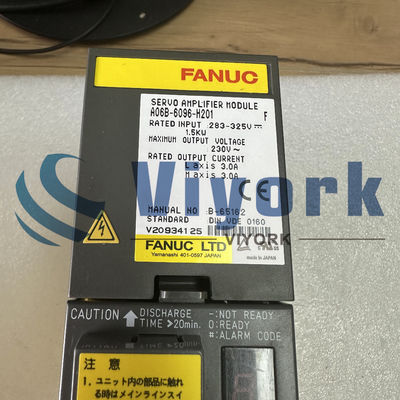 FANUC
SERVO AMPLIFIER MODULE
A06B-6096-H201 F
RATED INPUT 283-325V⎓
1.5KW
MAXIMUM OUTPUT VOLTAGE
230V~
RATED OUTPUT CURRENT
L axis 3.0A
M axis 3.0A
CE
MANUAL NO B-65162
STANDARD DIN VDE 0160
V20934125
FANUC LTD
Yamanashi 401-0597 JAPAN
made in JAPAN
Viyork
VIYORK
CAUTION
DISCHARGE
TIME >20min.
-:NOT READY
0:READY
#:ALARM CODE
注 意
1.ユニット内の部品に触れ
る時はメインラインスイ